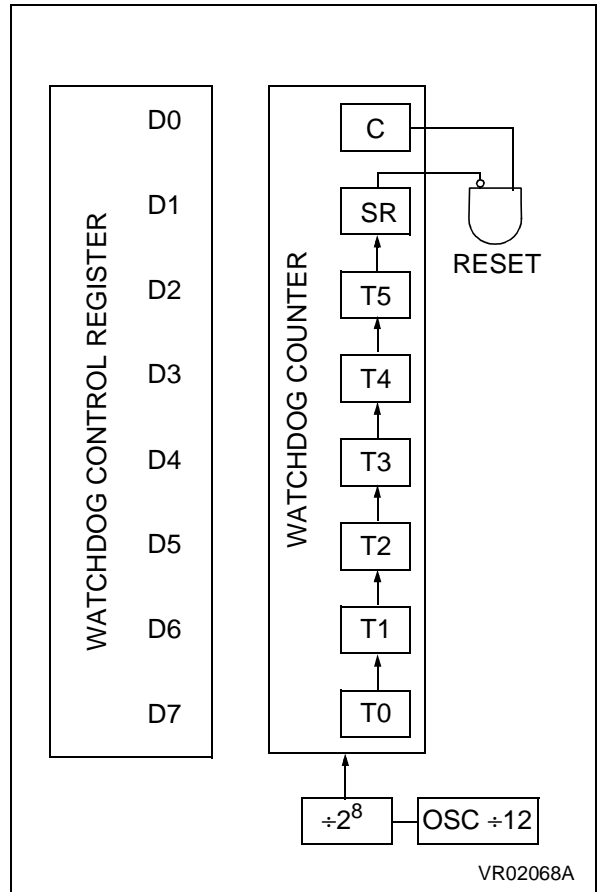 WATCHDOG CONTROL REGISTER
D0
D1
D2
D3
D4
D5
D6
D7
WATCHDOG COUNTER
C
SR
T5
T4
T3
T2
T1
T0
RESET
÷2⁸
OSC ÷12
VR02068A